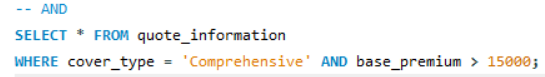 -- AND
SELECT * FROM quote_information
WHERE cover_type = 'Comprehensive' AND base_premium > 15000;